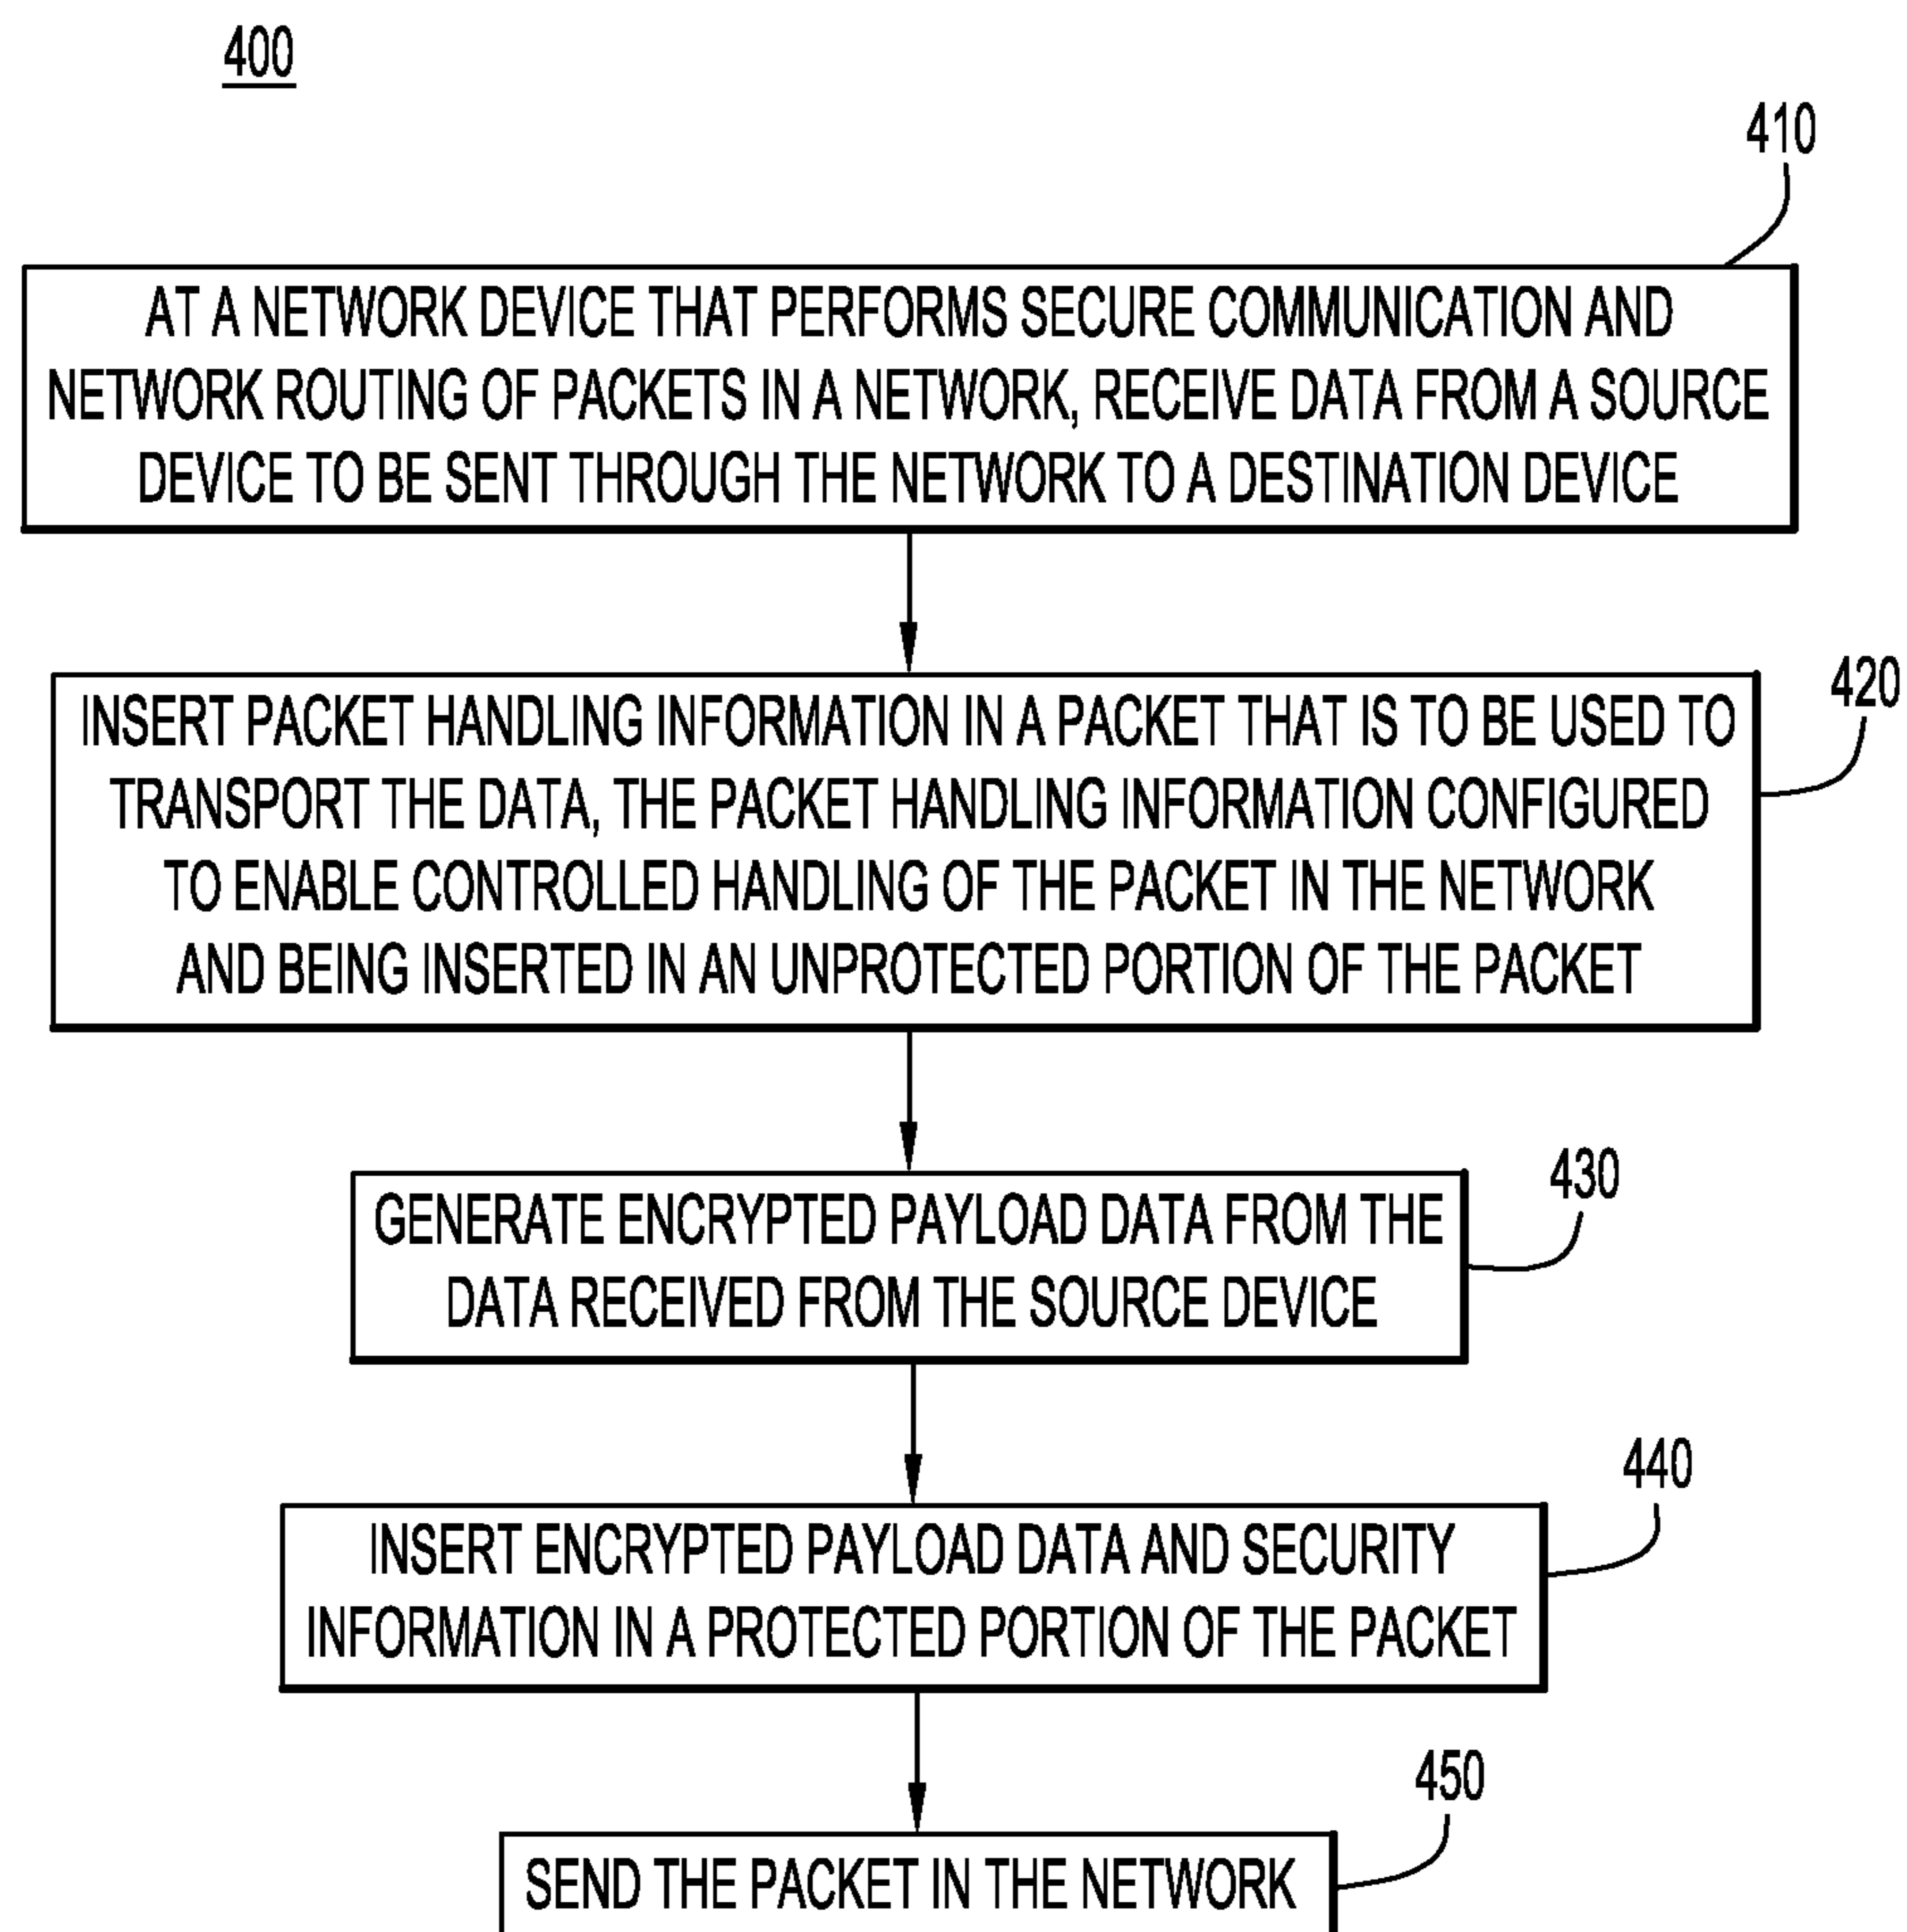 400
410
AT A NETWORK DEVICE THAT PERFORMS SECURE COMMUNICATION AND
NETWORK ROUTING OF PACKETS IN A NETWORK, RECEIVE DATA FROM A SOURCE
DEVICE TO BE SENT THROUGH THE NETWORK TO A DESTINATION DEVICE
420
INSERT PACKET HANDLING INFORMATION IN A PACKET THAT IS TO BE USED TO
TRANSPORT THE DATA, THE PACKET HANDLING INFORMATION CONFIGURED
TO ENABLE CONTROLLED HANDLING OF THE PACKET IN THE NETWORK
AND BEING INSERTED IN AN UNPROTECTED PORTION OF THE PACKET
430
GENERATE ENCRYPTED PAYLOAD DATA FROM THE
DATA RECEIVED FROM THE SOURCE DEVICE
440
INSERT ENCRYPTED PAYLOAD DATA AND SECURITY
INFORMATION IN A PROTECTED PORTION OF THE PACKET
450
SEND THE PACKET IN THE NETWORK